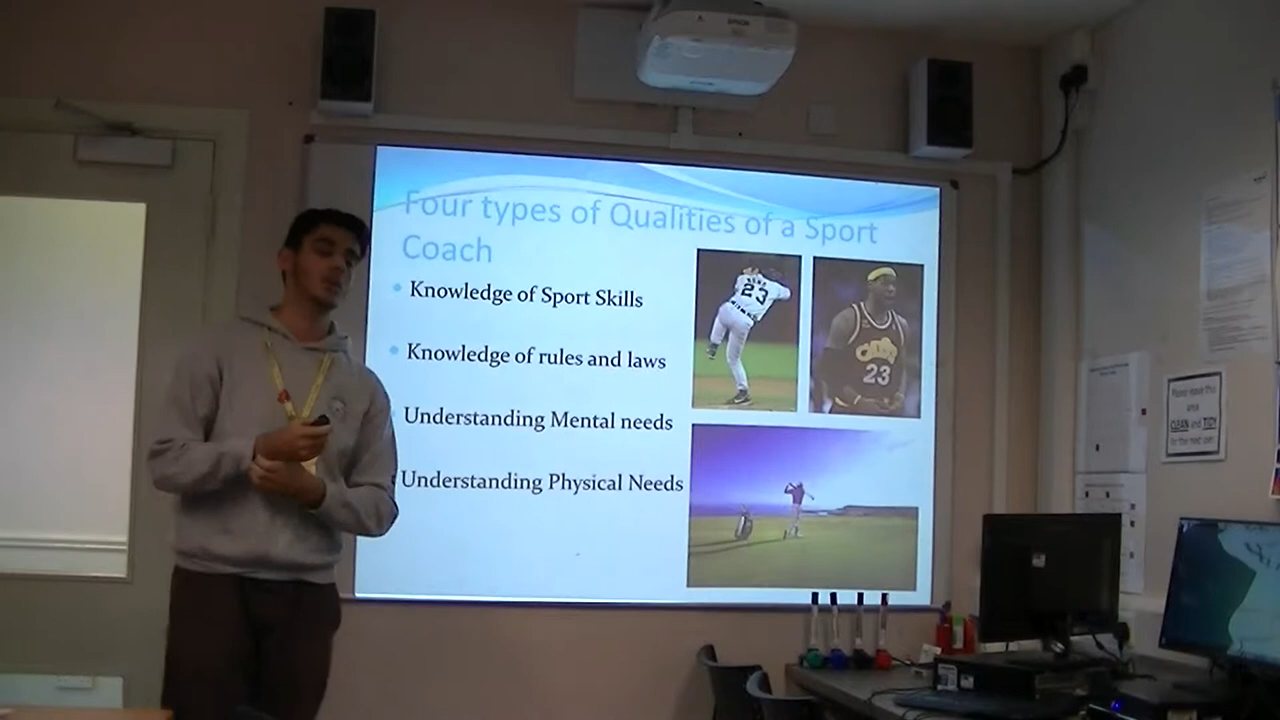 EPSON
Four types of Qualities of a Sport
Coach
Knowledge of Sport Skills
Knowledge of rules and laws
Understanding Mental needs
Understanding Physical Needs
23
Cavs
23
Please leave this
area
CLEAN and TIDY
for the next user